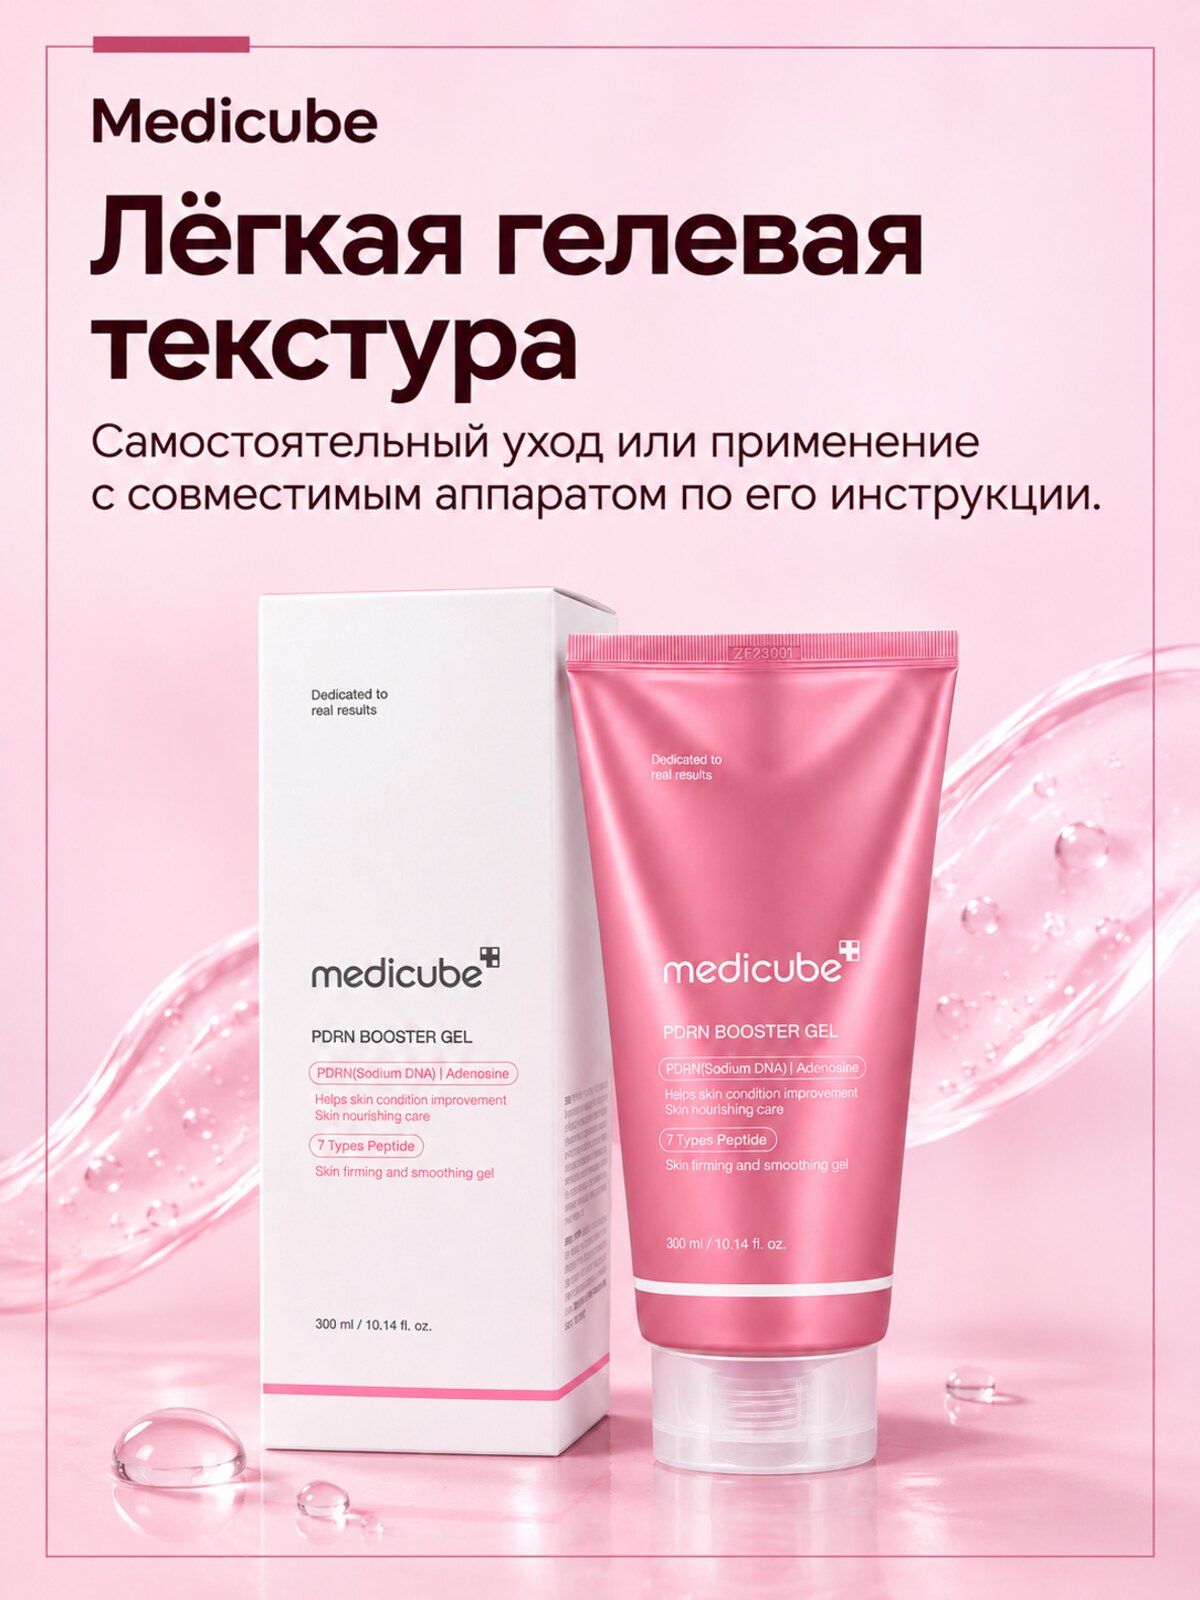 Medicube
Лёгкая гелевая
текстура
Самостоятельный уход или применение
с совместимым аппаратом по его инструкции.
Dedicated to
real results
medicube
PDRN BOOSTER GEL
PDRN(Sodium DNA) | Adenosine
Helps skin condition improvement
Skin nourishing care
7 Types Peptide
Skin firming and smoothing gel
300 ml / 10.14 fl. oz.
ZE23001
Dedicated to
real results
medicube
PDRN BOOSTER GEL
PDRN(Sodium DNA) | Adenosine
Helps skin condition improvement
Skin nourishing care
7 Types Peptide
Skin firming and smoothing gel
300 ml / 10.14 fl. oz.